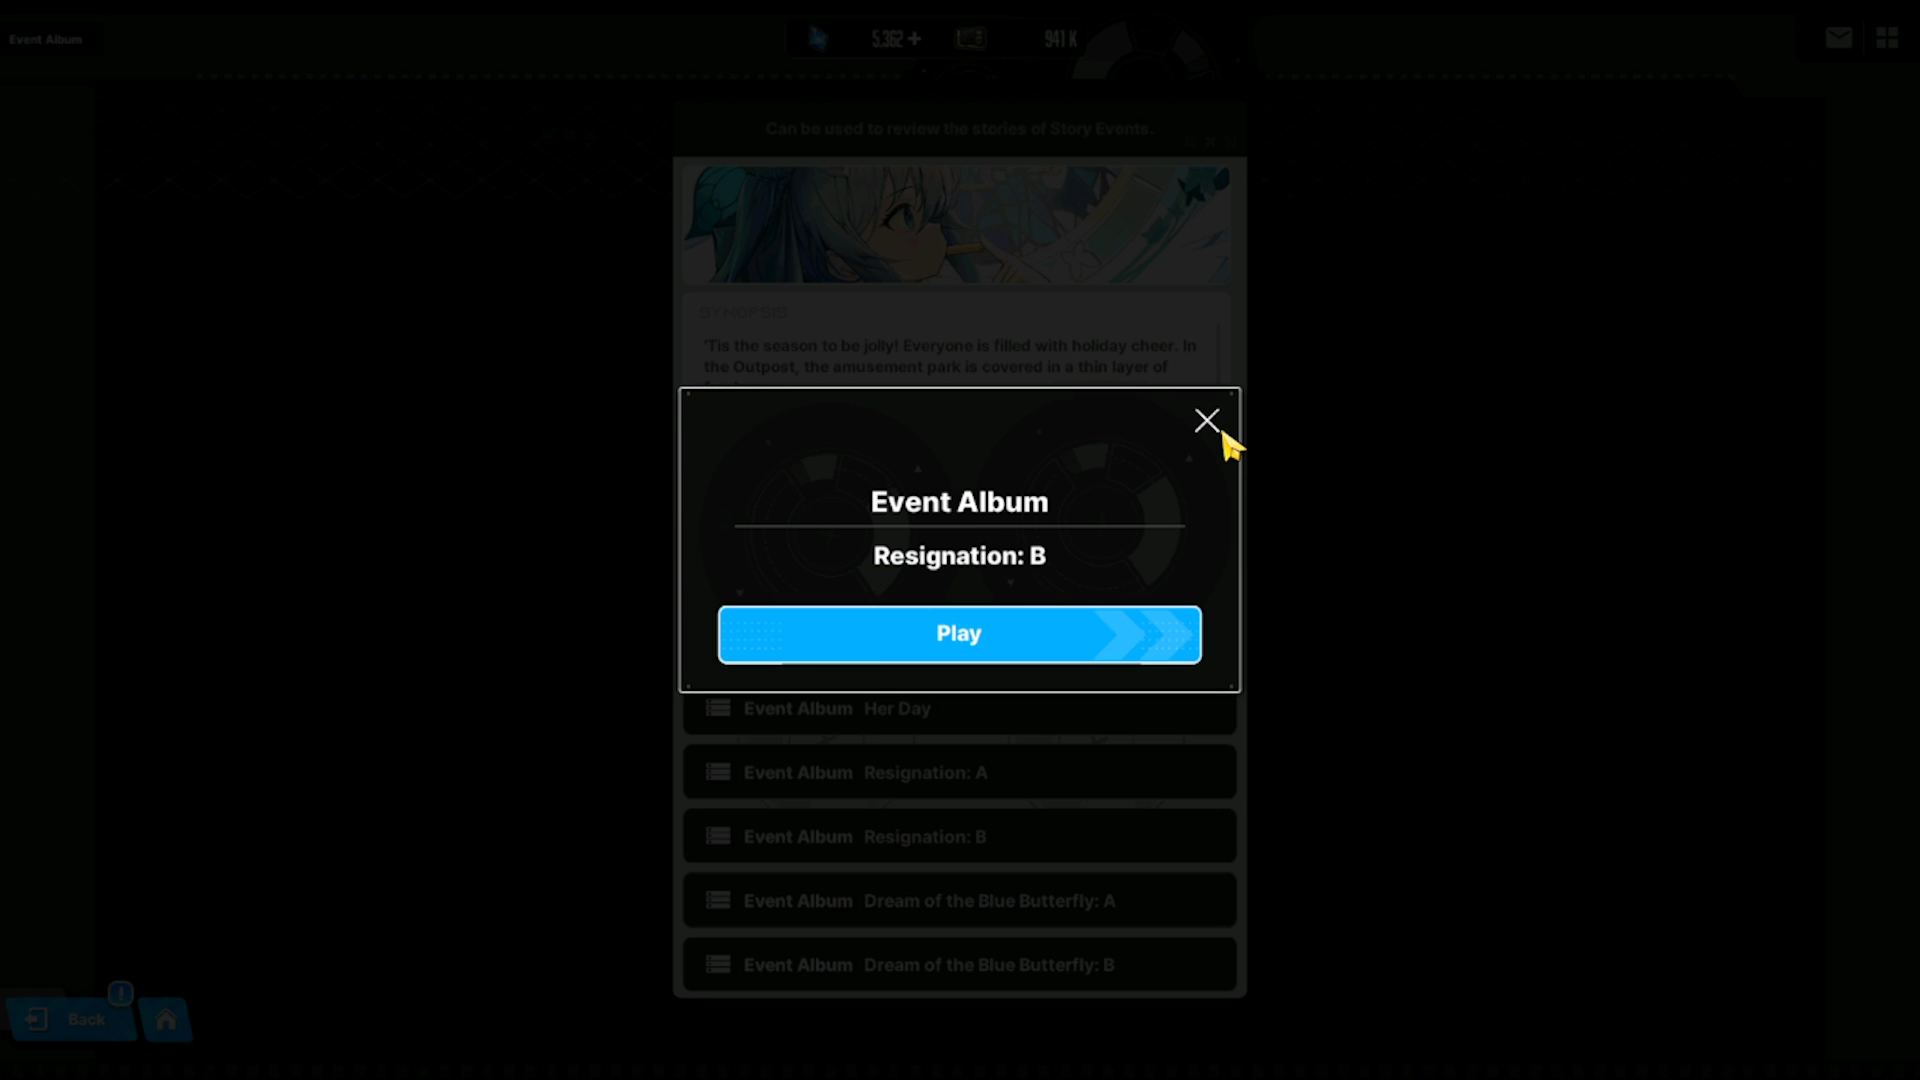 Event Album
5,362
941 K
Can be used to review the stories of Story Events.
SYNOPSIS
'Tis the season to be jolly! Everyone is filled with holiday cheer. In
the Outpost, the amusement park is covered in a thin layer of
Event Album
Resignation: B
Play
Event Album Her Day
Event Album Resignation: A
Event Album Resignation: B
Event Album Dream of the Blue Butterfly: A
Event Album Dream of the Blue Butterfly: B
Back